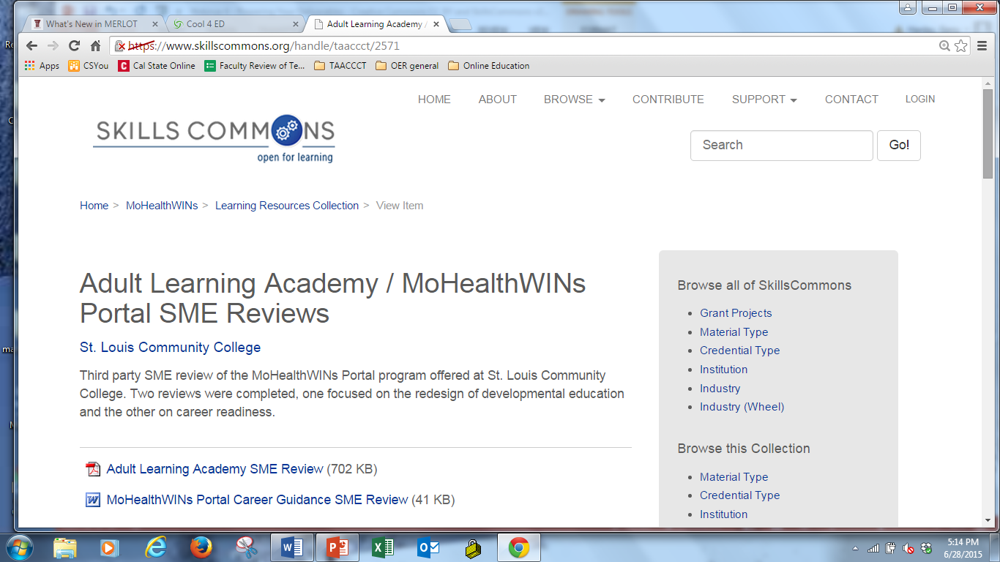 What's New in MERLOT
Cool 4 ED
Adult Learning Academy /
https://www.skillscommons.org/handle/taaccct/2571
Apps
CSYou
Cal State Online
Faculty Review of Te...
TAACCCT
OER general
Online Education
HOME
ABOUT
BROWSE
CONTRIBUTE
SUPPORT
CONTACT
LOGIN
SKILLS COMMONS
open for learning
Search
Go!
Home > MoHealthWINs > Learning Resources Collection > View Item
Adult Learning Academy / MoHealthWINs
Portal SME Reviews
St. Louis Community College
Third party SME review of the MoHealthWINs Portal program offered at St. Louis Community
College. Two reviews were completed, one focused on the redesign of developmental education
and the other on career readiness.
Adult Learning Academy SME Review (702 KB)
MoHealthWINs Portal Career Guidance SME Review (41 KB)
Browse all of SkillsCommons
Grant Projects
Material Type
Credential Type
Institution
Industry
Industry (Wheel)
Browse this Collection
Material Type
Credential Type
Institution
5:14 PM
6/28/2015